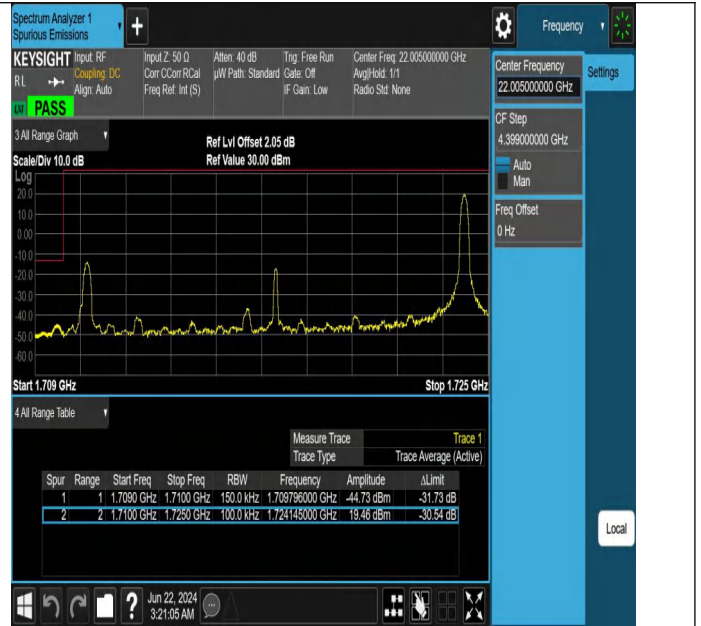 Spectrum Analyzer 1
Spurious Emissions
Frequency
KEYSIGHT Input: RF Input Z: 50 Ω Atten: 40 dB Trig: Free Run Center Freq: 22.005000000 GHz
RL Coupling: DC Corr CCorr RCal µW Path: Standard Gate: Off Avg|Hold: 1/1
Align: Auto Freq Ref: Int (S) IF Gain: Low Radio Std: None
LXI PASS
Center Frequency
22.005000000 GHz
Settings
CF Step
4.399000000 GHz
Auto
Man
Freq Offset
0 Hz
3 All Range Graph
Ref Lvl Offset 2.05 dB
Scale/Div 10.0 dB Ref Value 30.00 dBm
Log
20.0
10.0
0.00
-10.0
-20.0
-30.0
-40.0
-50.0
-60.0
Start 1.709 GHz Stop 1.725 GHz
4 All Range Table
Measure Trace Trace 1
Trace Type Trace Average (Active)
Spur Range Start Freq Stop Freq RBW Frequency Amplitude ΔLimit
1 1 1.7090 GHz 1.7100 GHz 150.0 kHz 1.709796000 GHz -44.73 dBm -31.73 dB
2 2 1.7100 GHz 1.7250 GHz 100.0 kHz 1.724145000 GHz 19.46 dBm -30.54 dB
Local
Jun 22, 2024
3:21:05 AM